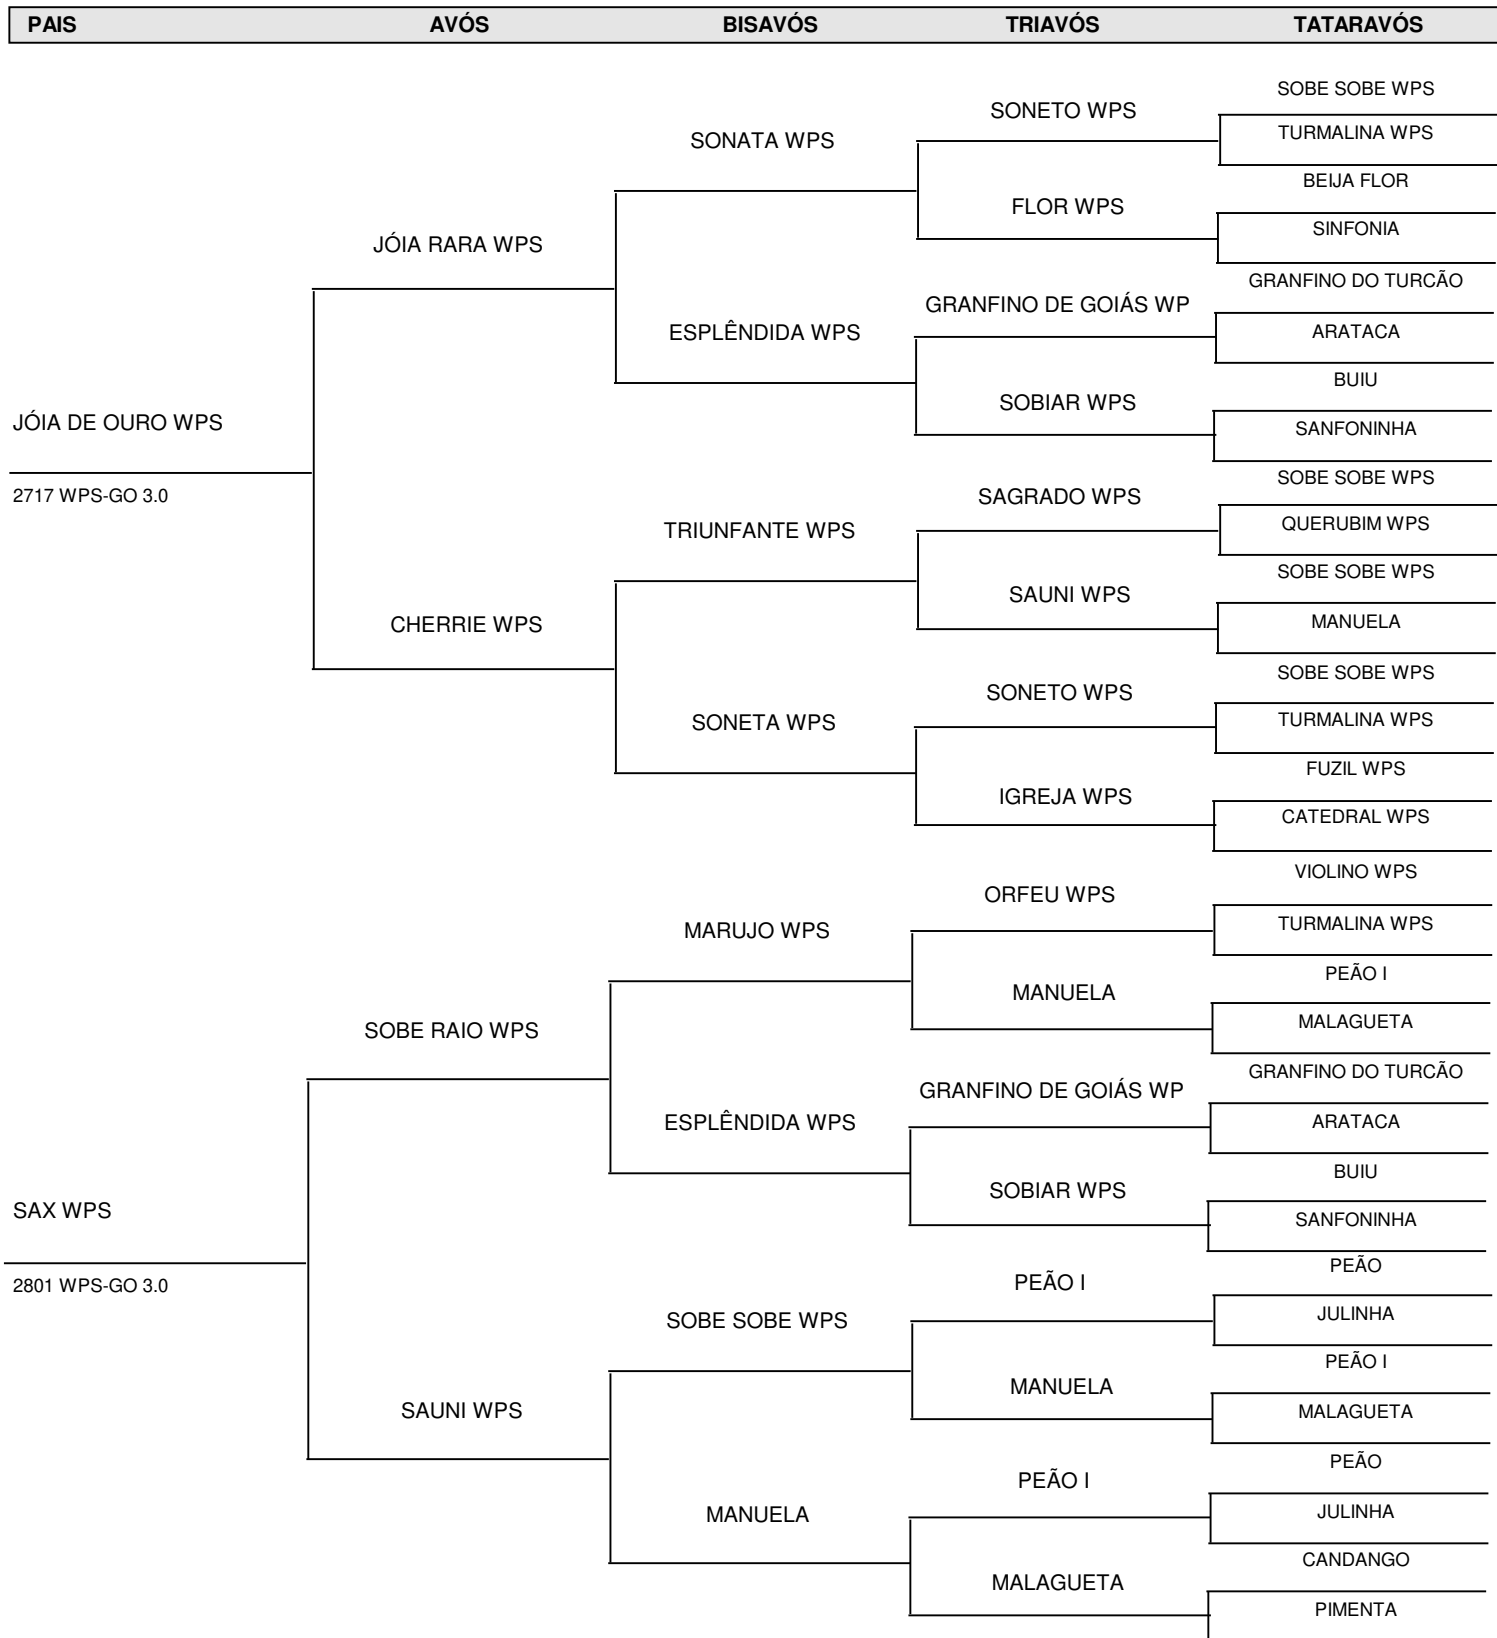 PAIS AVÓS BISAVÓS TRIAVÓS TATARAVÓS
SOBE SOBE WPS
SONETO WPS
TURMALINA WPS
SONATA WPS
BEIJA FLOR
FLOR WPS
SINFONIA
JÓIA RARA WPS
GRANFINO DO TURCÃO
GRANFINO DE GOIÁS WP
ARATACA
ESPLÊNDIDA WPS
BUIU
SOBIAR WPS
JÓIA DE OURO WPS
SANFONINHA
SOBE SOBE WPS
2717 WPS-GO 3.0
SAGRADO WPS
QUERUBIM WPS
TRIUNFANTE WPS
SOBE SOBE WPS
SAUNI WPS
MANUELA
CHERRIE WPS
SOBE SOBE WPS
SONETO WPS
TURMALINA WPS
SONETA WPS
FUZIL WPS
IGREJA WPS
CATEDRAL WPS
VIOLINO WPS
ORFEU WPS
TURMALINA WPS
MARUJO WPS
PEÃO I
MANUELA
MALAGUETA
SOBE RAIO WPS
GRANFINO DO TURCÃO
GRANFINO DE GOIÁS WP
ARATACA
ESPLÊNDIDA WPS
BUIU
SOBIAR WPS
SAX WPS
SANFONINHA
PEÃO
2801 WPS-GO 3.0
PEÃO I
JULINHA
SOBE SOBE WPS
PEÃO I
MANUELA
SAUNI WPS
MALAGUETA
PEÃO
PEÃO I
JULINHA
MANUELA
CANDANGO
MALAGUETA
PIMENTA